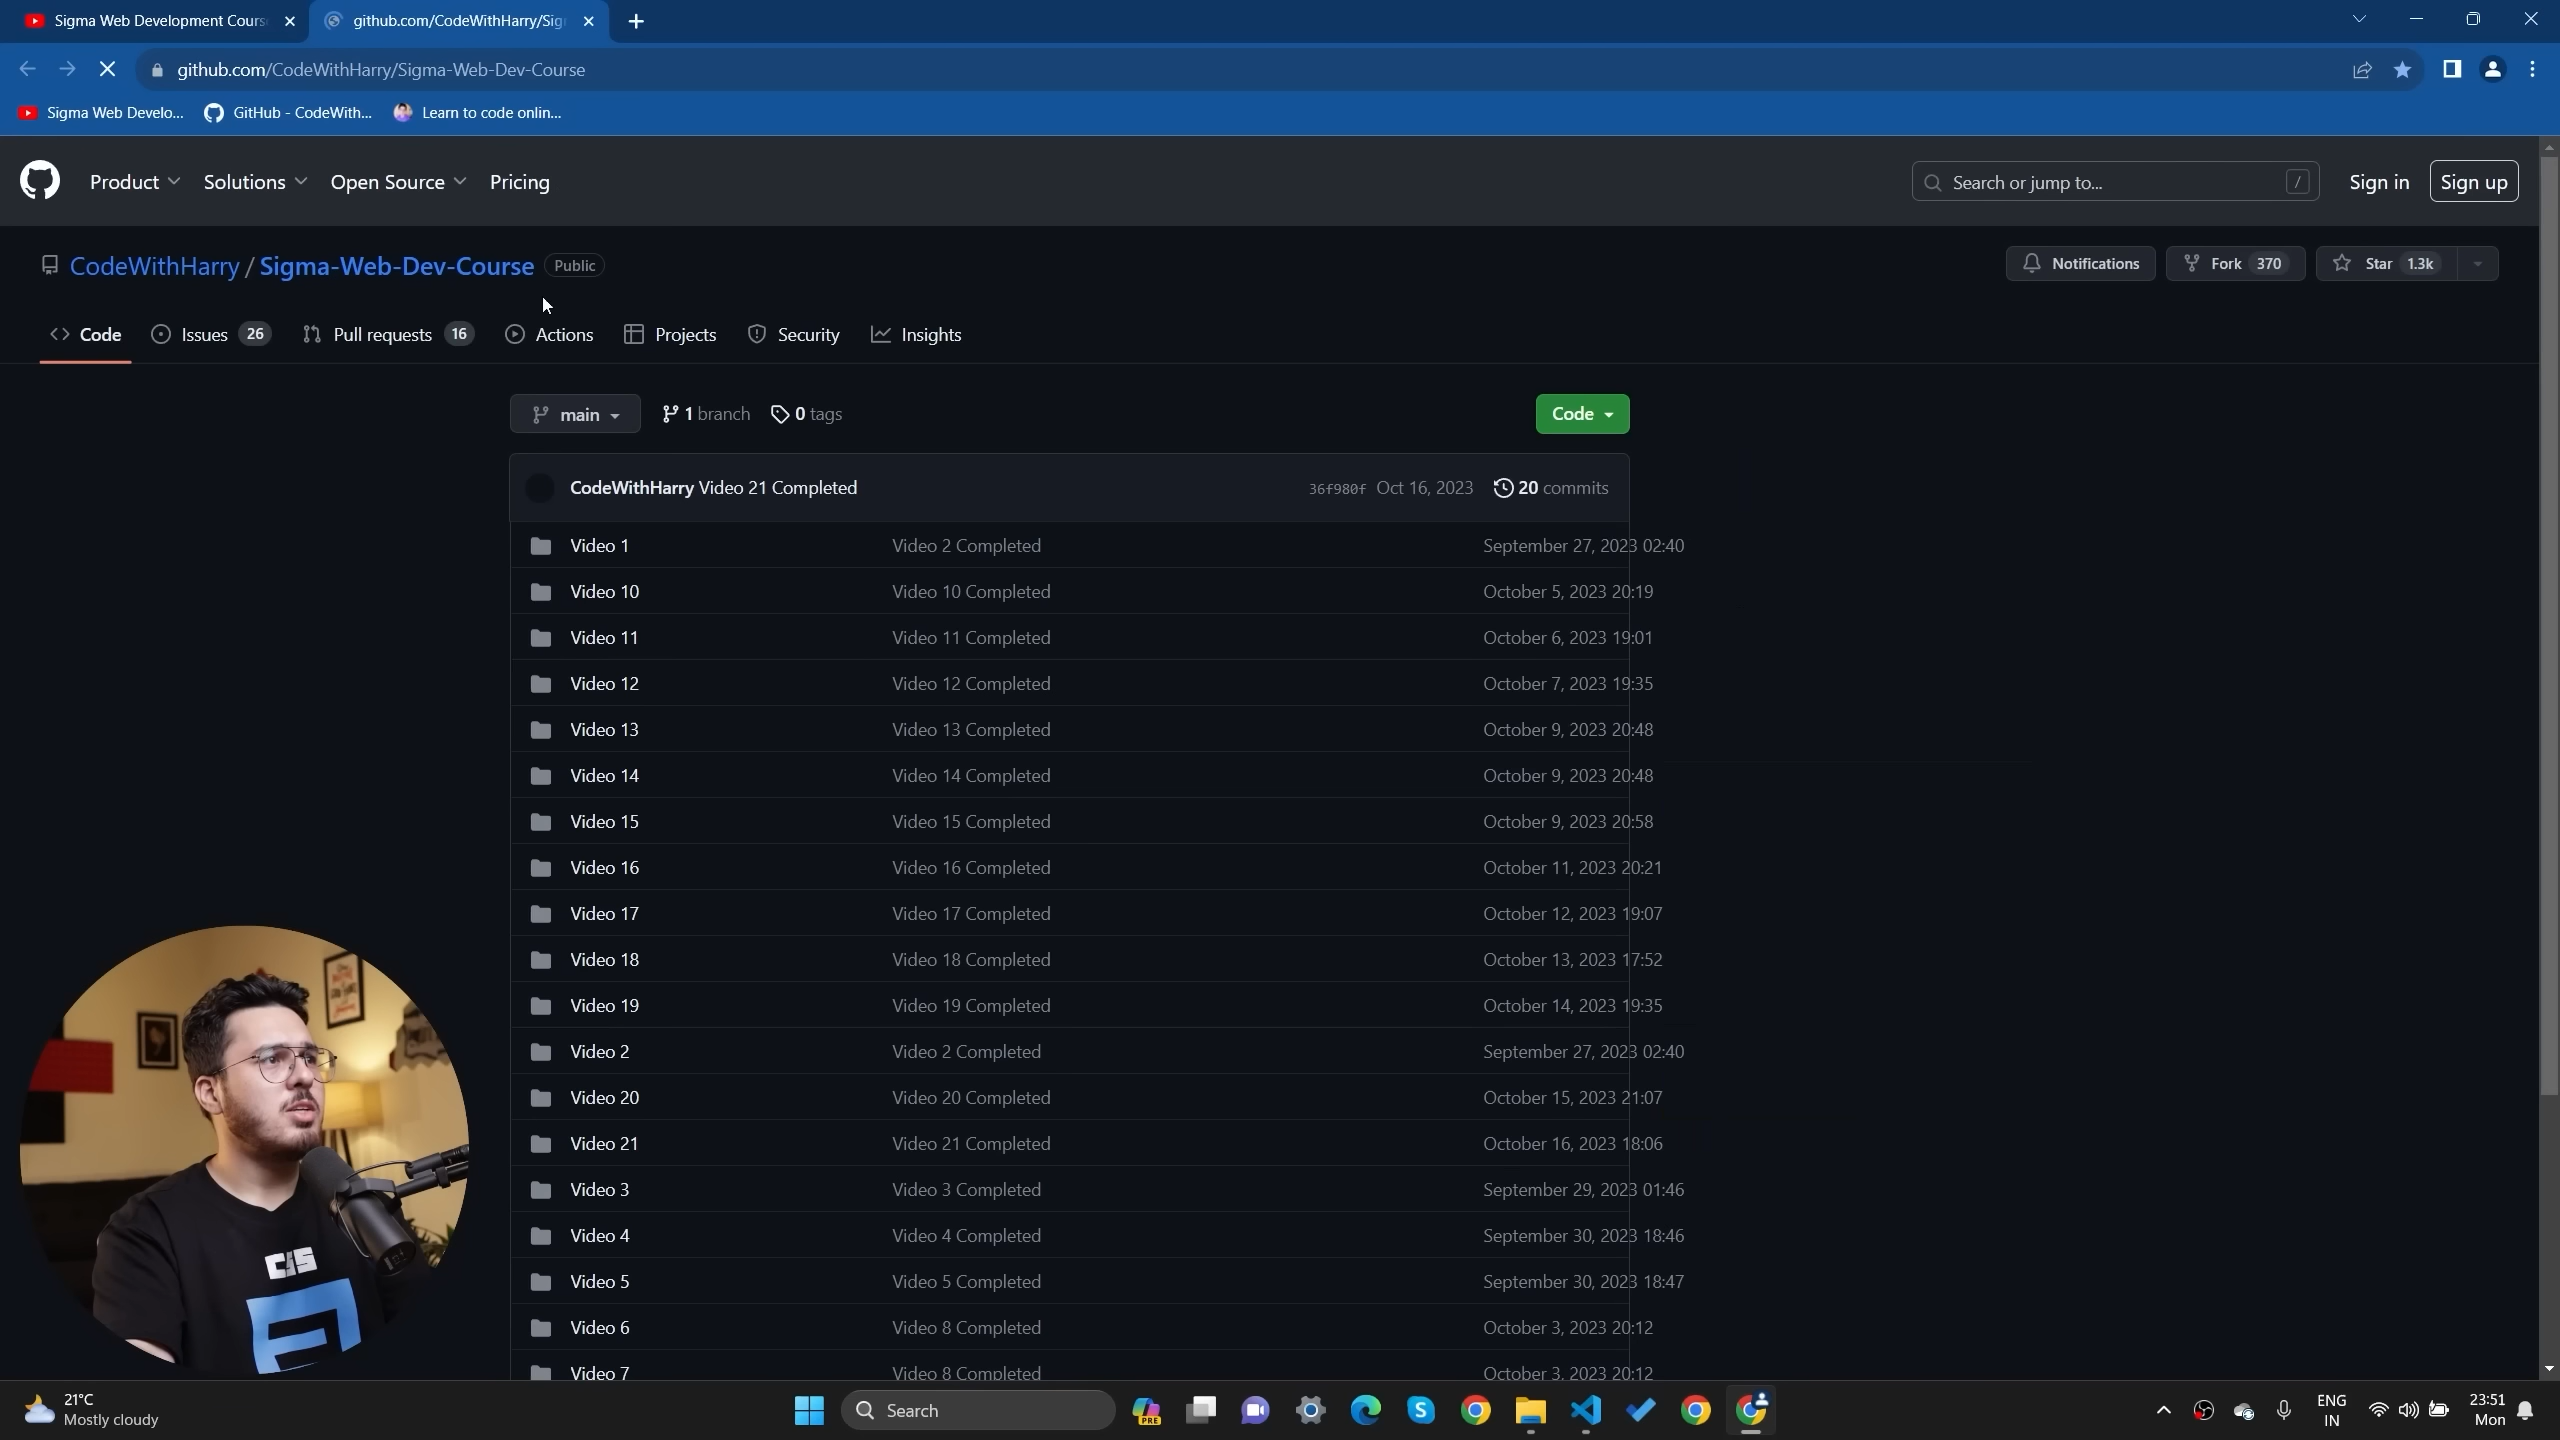 Sigma Web Development Cours
github.com/CodeWithHarry/Sig
github.com/CodeWithHarry/Sigma-Web-Dev-Course
Sigma Web Develo...
GitHub - CodeWith...
Learn to code onlin...
Product
Solutions
Open Source
Pricing
Search or jump to...
/
Sign in
Sign up
CodeWithHarry / Sigma-Web-Dev-Course
Public
Notifications
Fork 370
Star 1.3k
Code
Issues 26
Pull requests 16
Actions
Projects
Security
Insights
main
1 branch
0 tags
Code
CodeWithHarry Video 21 Completed
36f980f Oct 16, 2023
20 commits
Video 1 Video 2 Completed September 27, 2023 02:40
Video 10 Video 10 Completed October 5, 2023 20:19
Video 11 Video 11 Completed October 6, 2023 19:01
Video 12 Video 12 Completed October 7, 2023 19:35
Video 13 Video 13 Completed October 9, 2023 20:48
Video 14 Video 14 Completed October 9, 2023 20:48
Video 15 Video 15 Completed October 9, 2023 20:58
Video 16 Video 16 Completed October 11, 2023 20:21
Video 17 Video 17 Completed October 12, 2023 19:07
Video 18 Video 18 Completed October 13, 2023 17:52
Video 19 Video 19 Completed October 14, 2023 19:35
Video 2 Video 2 Completed September 27, 2023 02:40
Video 20 Video 20 Completed October 15, 2023 21:07
Video 21 Video 21 Completed October 16, 2023 18:06
Video 3 Video 3 Completed September 29, 2023 01:46
Video 4 Video 4 Completed September 30, 2023 18:46
Video 5 Video 5 Completed September 30, 2023 18:47
Video 6 Video 8 Completed October 3, 2023 20:12
Video 7 Video 8 Completed October 3, 2023 20:12
21°C
Mostly cloudy
Search
PRE
ENG
IN
23:51
Mon